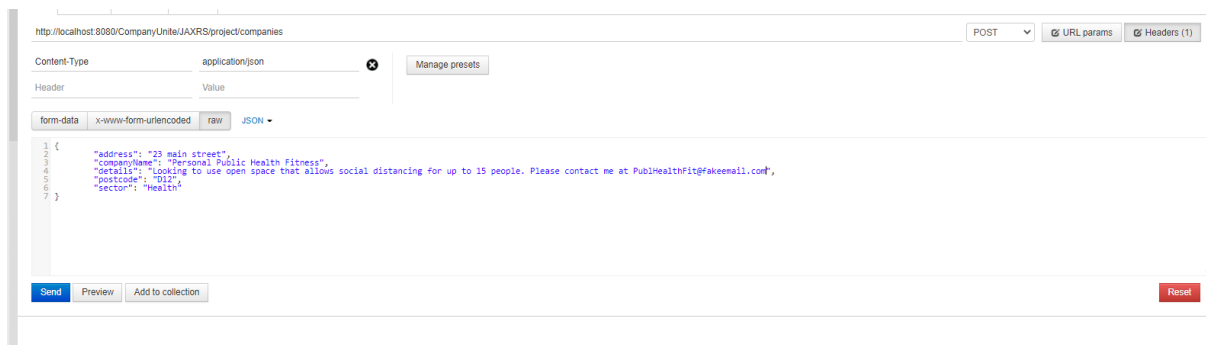 http://localhost:8080/CompanyUnite/JAXRS/project/companies POST URL params Headers (1)
Content-Type application/json Manage presets
Header Value
form-data x-www-form-urlencoded raw JSON
1 {
2 "address": "23 main street",
3 "companyName": "Personal Public Health Fitness",
4 "details": "Looking to use open space that allows social distancing for up to 15 people. Please contact me at PublHealthFit@fakeemail.com",
5 "postcode": "D12",
6 "sector": "Health"
7 }
Send Preview Add to collection Reset